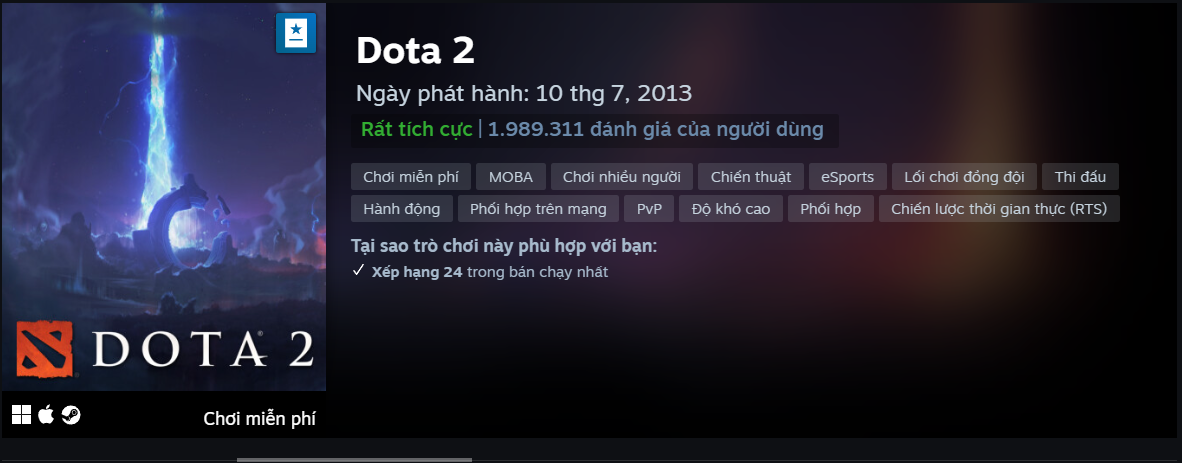 Dota 2
Ngày phát hành: 10 thg 7, 2013
Rất tích cực | 1.989.311 đánh giá của người dùng
Chơi miễn phí MOBA Chơi nhiều người Chiến thuật eSports Lối chơi đồng đội Thi đấu
Hành động Phối hợp trên mạng PvP Độ khó cao Phối hợp Chiến lược thời gian thực (RTS)
Tại sao trò chơi này phù hợp với bạn:
Xếp hạng 24 trong bán chạy nhất
DOTA® 2
Chơi miễn phí